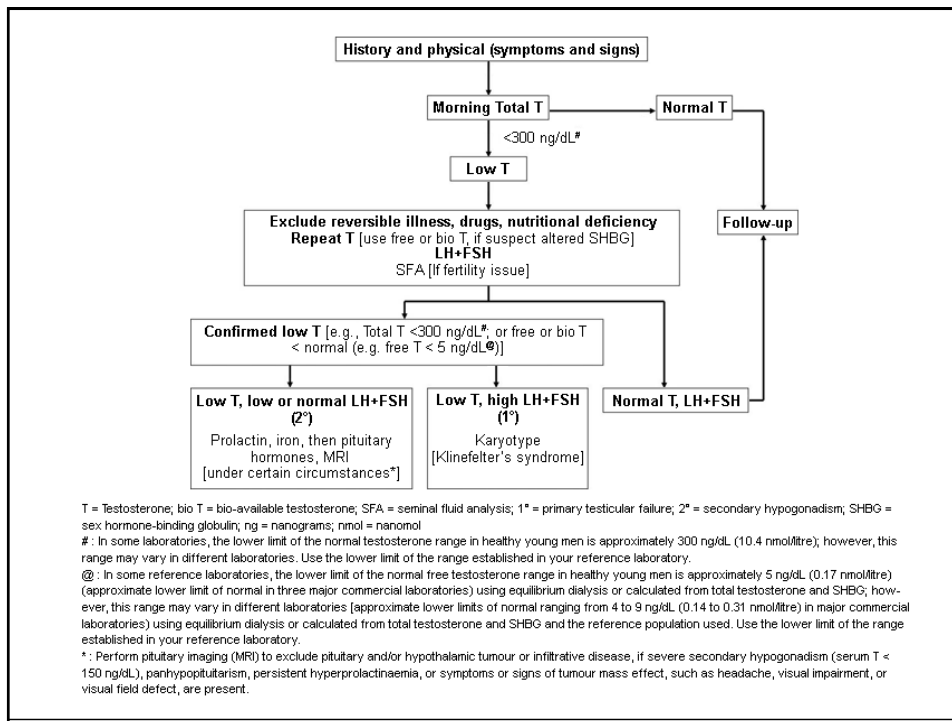 History and physical (symptoms and signs)
Morning Total T
Normal T
<300 ng/dL#
Low T
Exclude reversible illness, drugs, nutritional deficiency
Repeat T [use free or bio T, if suspect altered SHBG]
LH+FSH
SFA [If fertility issue]
Follow-up
Confirmed low T [e.g., Total T <300 ng/dL#; or free or bio T
< normal (e.g. free T < 5 ng/dL@)]
Low T, low or normal LH+FSH
(2°)
Prolactin, iron, then pituitary
hormones, MRI
[under certain circumstances*]
Low T, high LH+FSH
(1°)
Karyotype
[Klinefelter's syndrome]
Normal T, LH+FSH
T = Testosterone; bio T = bio-available testosterone; SFA = seminal fluid analysis; 1° = primary testicular failure; 2° = secondary hypogonadism; SHBG =
sex hormone-binding globulin; ng = nanograms; nmol = nanomol
# : In some laboratories, the lower limit of the normal testosterone range in healthy young men is approximately 300 ng/dL (10.4 nmol/litre); however, this
range may vary in different laboratories. Use the lower limit of the range established in your reference laboratory.
@ : In some reference laboratories, the lower limit of the normal free testosterone range in healthy young men is approximately 5 ng/dL (0.17 nmol/litre)
(approximate lower limit of normal in three major commercial laboratories) using equilibrium dialysis or calculated from total testosterone and SHBG; how-
ever, this range may vary in different laboratories [approximate lower limits of normal ranging from 4 to 9 ng/dL (0.14 to 0.31 nmol/litre) in major commercial
laboratories) using equilibrium dialysis or calculated from total testosterone and SHBG and the reference population used. Use the lower limit of the range
established in your reference laboratory.
* : Perform pituitary imaging (MRI) to exclude pituitary and/or hypothalamic tumour or infiltrative disease, if severe secondary hypogonadism (serum T <
150 ng/dL), panhypopituitarism, persistent hyperprolactinaemia, or symptoms or signs of tumour mass effect, such as headache, visual impairment, or
visual field defect, are present.